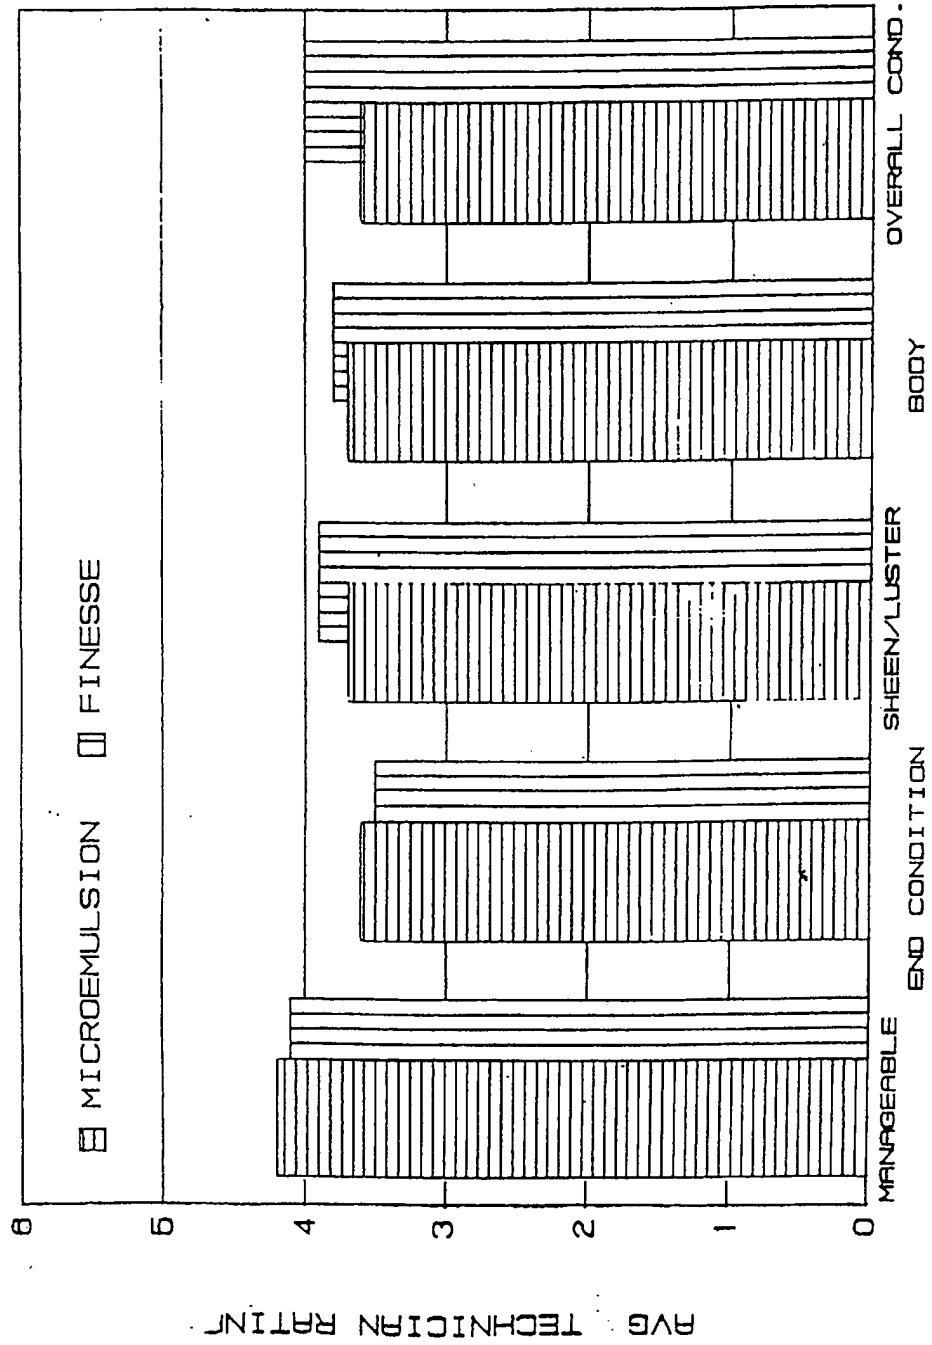 MICROEMULSION FINESSE
6
5
4
3
2
1
0
AVG TECHNICIAN RATING
MANAGEABLE
END CONDITION
SHEEN/LUSTER
BODY
OVERALL COND.